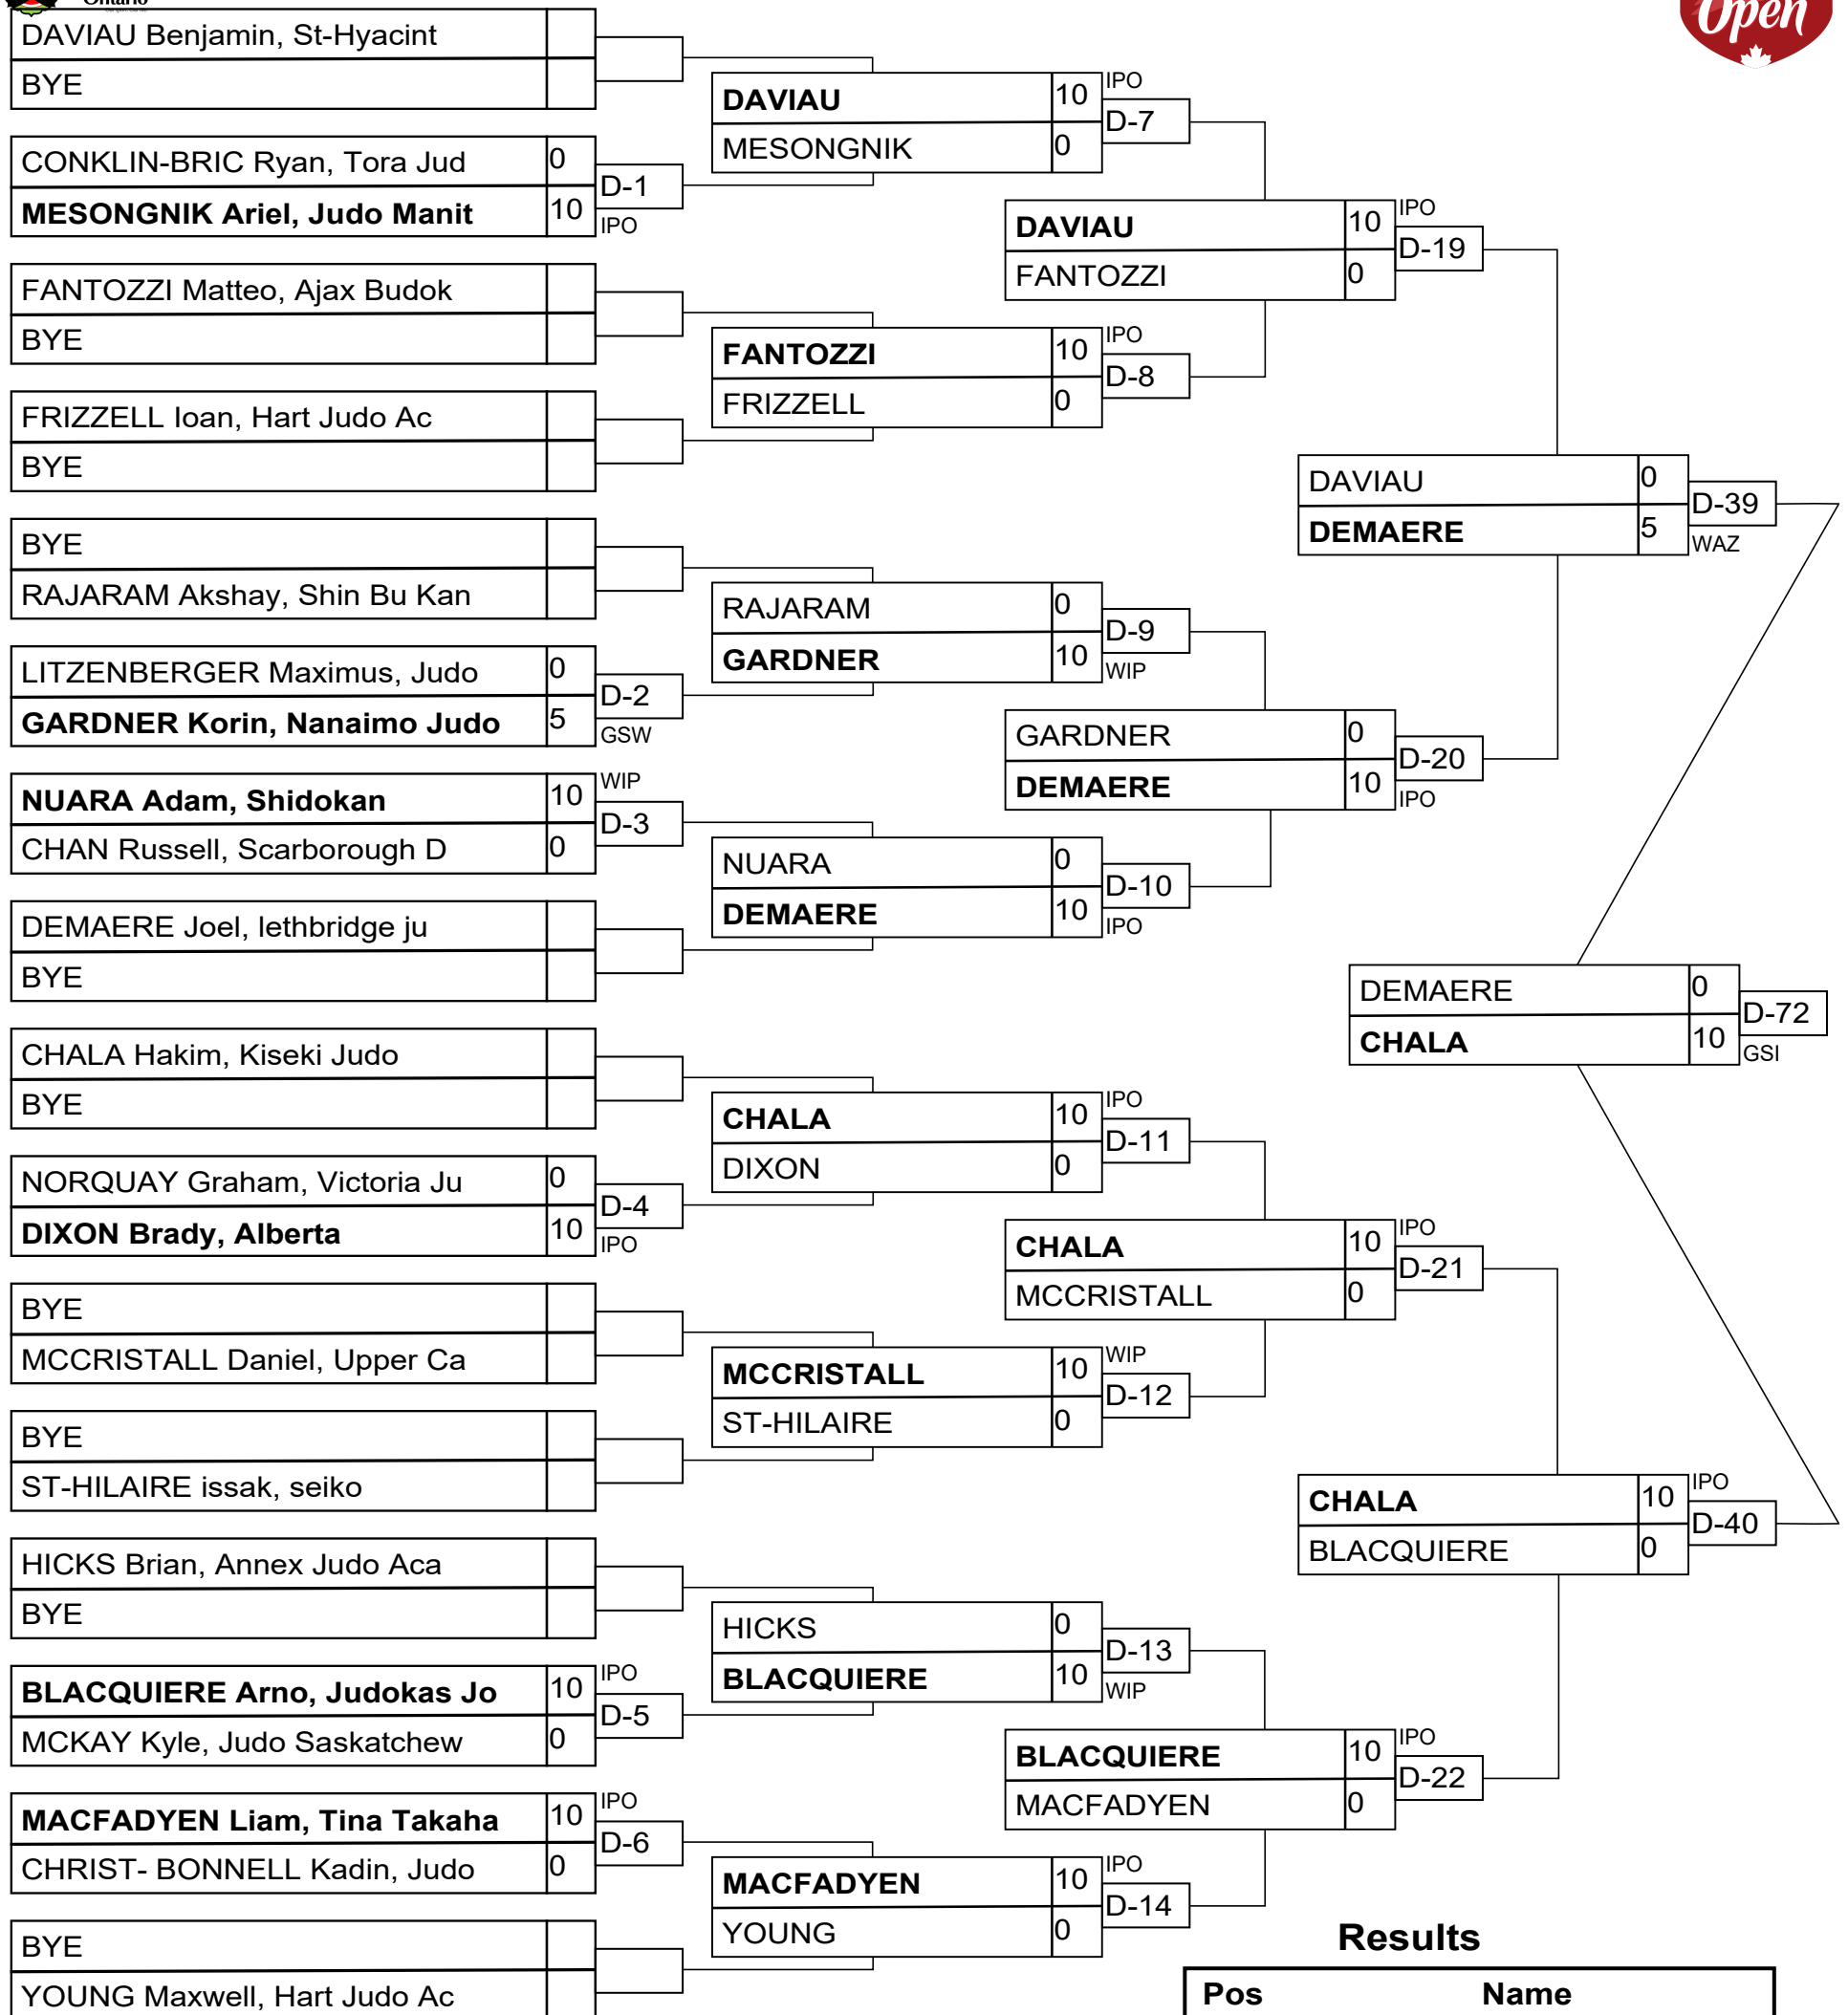 Ontario
Open
DAVIAU Benjamin, St-Hyacint
BYE
CONKLIN-BRIC Ryan, Tora Jud 0
D-1
MESONGNIK Ariel, Judo Manit 10
IPO
FANTOZZI Matteo, Ajax Budok
BYE
FRIZZELL Ioan, Hart Judo Ac
BYE
BYE
RAJARAM Akshay, Shin Bu Kan
LITZENBERGER Maximus, Judo 0
D-2
GARDNER Korin, Nanaimo Judo 5
GSW
WIP
NUARA Adam, Shidokan 10
D-3
CHAN Russell, Scarborough D 0
DEMAERE Joel, lethbridge ju
BYE
CHALA Hakim, Kiseki Judo
BYE
NORQUAY Graham, Victoria Ju 0
D-4
DIXON Brady, Alberta 10
IPO
BYE
MCCRISTALL Daniel, Upper Ca
BYE
ST-HILAIRE issak, seiko
HICKS Brian, Annex Judo Aca
BYE
IPO
BLACQUIERE Arno, Judokas Jo 10
D-5
MCKAY Kyle, Judo Saskatchew 0
IPO
MACFADYEN Liam, Tina Takaha 10
D-6
CHRIST- BONNELL Kadin, Judo 0
BYE
YOUNG Maxwell, Hart Judo Ac
IPO
DAVIAU 10
D-7
MESONGNIK 0
IPO
FANTOZZI 10
D-8
FRIZZELL 0
RAJARAM 0
D-9
GARDNER 10
WIP
NUARA 0
D-10
DEMAERE 10
IPO
IPO
CHALA 10
D-11
DIXON 0
WIP
MCCRISTALL 10
D-12
ST-HILAIRE 0
HICKS 0
D-13
BLACQUIERE 10
WIP
IPO
MACFADYEN 10
D-14
YOUNG 0
IPO
DAVIAU 10
D-19
FANTOZZI 0
GARDNER 0
D-20
DEMAERE 10
IPO
IPO
CHALA 10
D-21
MCCRISTALL 0
IPO
BLACQUIERE 10
D-22
MACFADYEN 0
DAVIAU 0
D-39
DEMAERE 5
WAZ
IPO
CHALA 10
D-40
BLACQUIERE 0
DEMAERE 0
D-72
CHALA 10
GSI
Results
Pos Name